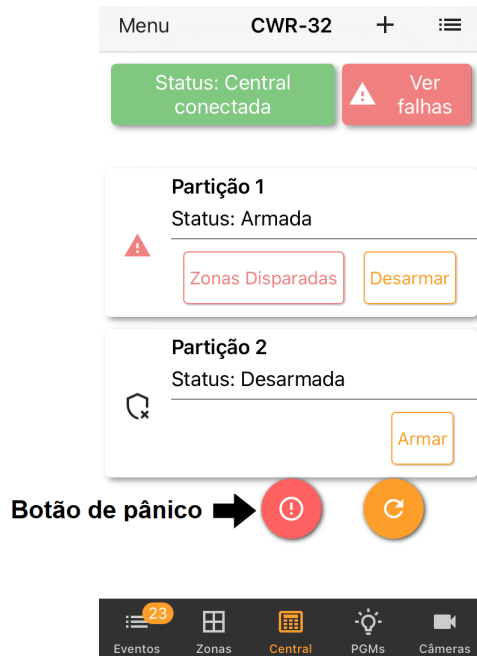 Menu CWR-32
Status: Central
conectada
Ver
falhas
Partição 1
Status: Armada
Zonas Disparadas Desarmar
Partição 2
Status: Desarmada
Armar
Botão de pânico
23
Eventos Zonas Central PGMs Câmeras